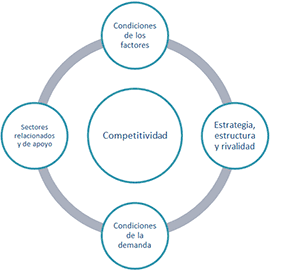 Condiciones
de los
factores
Sectores
relacionados
y de apoyo
Competitividad
Estrategia,
estructura
y rivalidad
Condiciones
de la
demanda